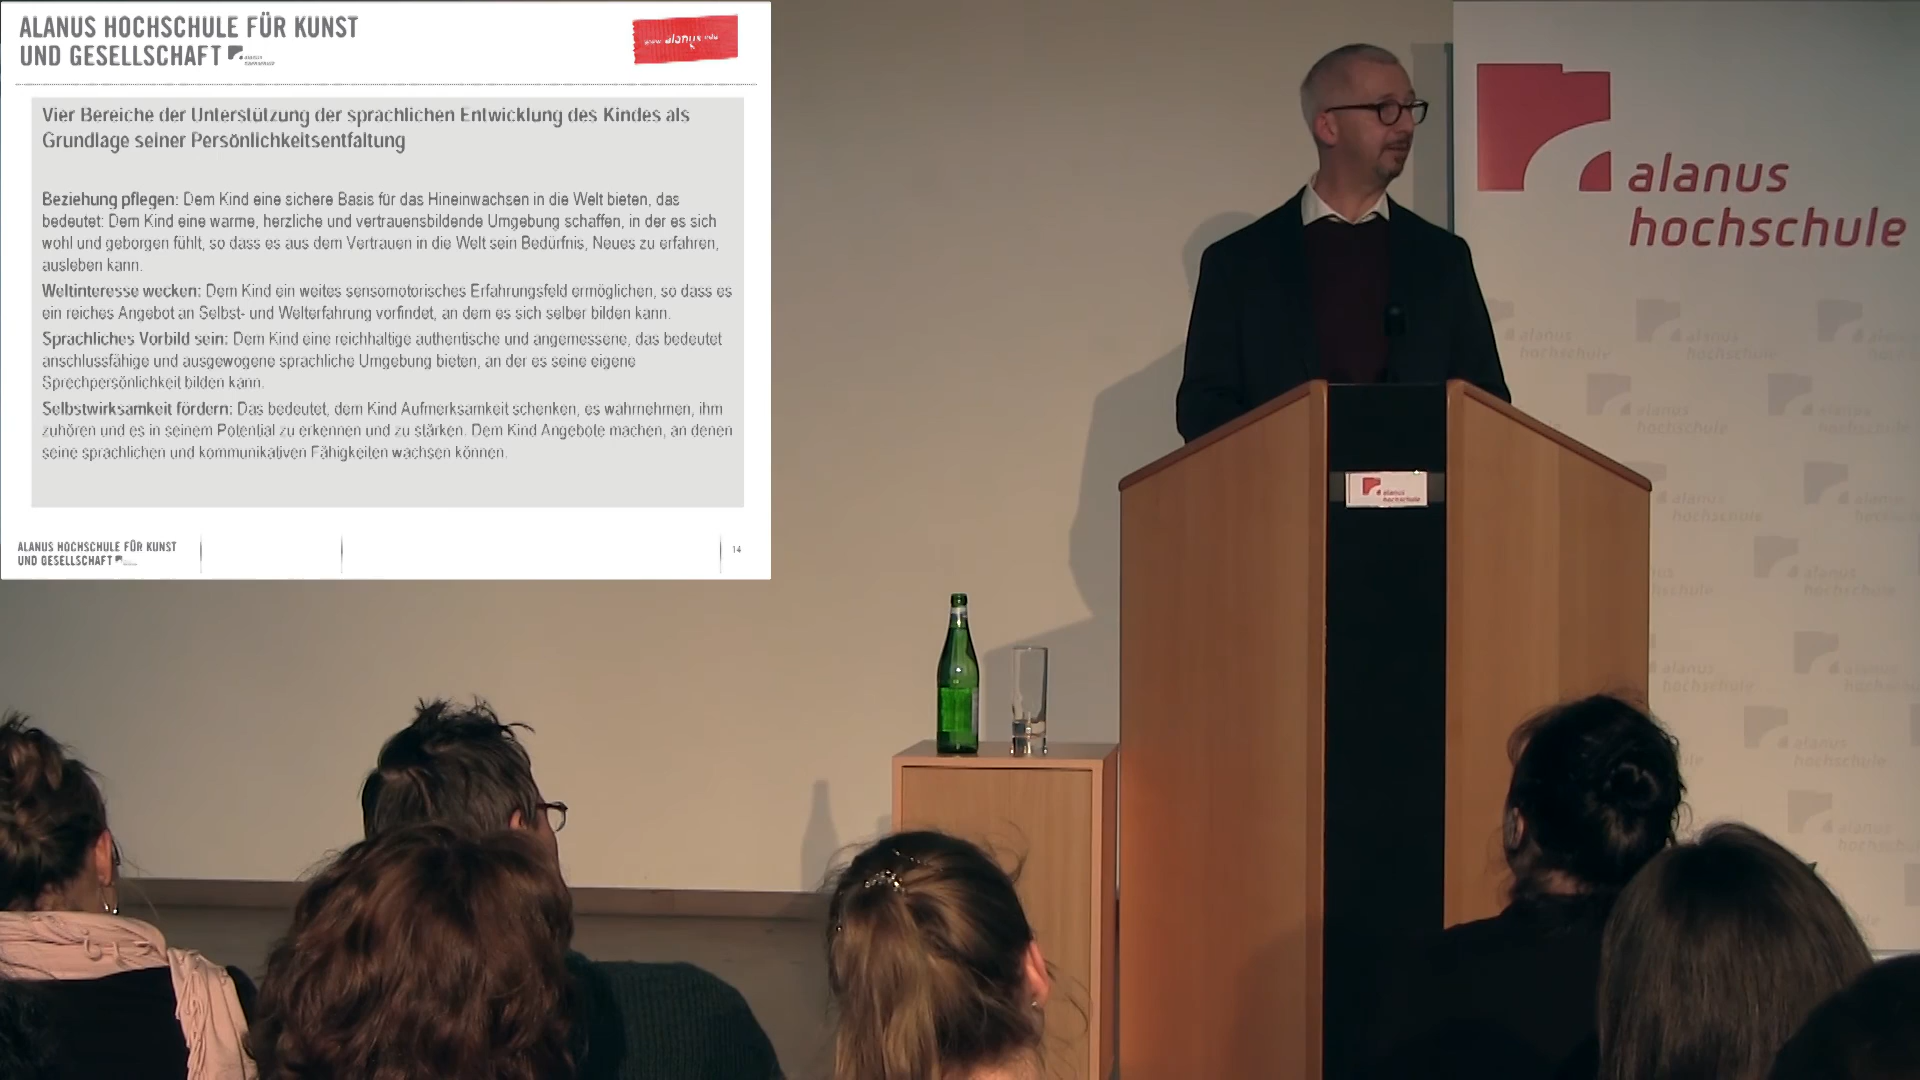 ALANUS HOCHSCHULE FÜR KUNST
UND GESELLSCHAFT
www.alanus.edu
Vier Bereiche der Unterstützung der sprachlichen Entwicklung des Kindes als
Grundlage seiner Persönlichkeitsentfaltung
Beziehung pflegen: Dem Kind eine sichere Basis für das Hineinwachsen in die Welt bieten, das
bedeutet: Dem Kind eine warme, herzliche und vertrauensbildende Umgebung schaffen, in der es sich
wohl und geborgen fühlt, so dass es aus dem Vertrauen in die Welt sein Bedürfnis, Neues zu erfahren,
ausleben kann.
Weltinteresse wecken: Dem Kind ein weites sensomotorisches Erfahrungsfeld ermöglichen, so dass es
ein reiches Angebot an Selbst- und Welterfahrung vorfindet, an dem es sich selber bilden kann.
Sprachliches Vorbild sein: Dem Kind eine reichhaltige authentische und angemessene, das bedeutet
anschlussfähige und ausgewogene sprachliche Umgebung bieten, an der es seine eigene
Sprechpersönlichkeit bilden kann.
Selbstwirksamkeit fördern: Das bedeutet, dem Kind Aufmerksamkeit schenken, es wahrnehmen, ihm
zuhören und es in seinem Potential zu erkennen und zu stärken. Dem Kind Angebote machen, an denen
seine sprachlichen und kommunikativen Fähigkeiten wachsen können.
ALANUS HOCHSCHULE FÜR KUNST
UND GESELLSCHAFT
14
alanus
hochschule
alanus
hochschule